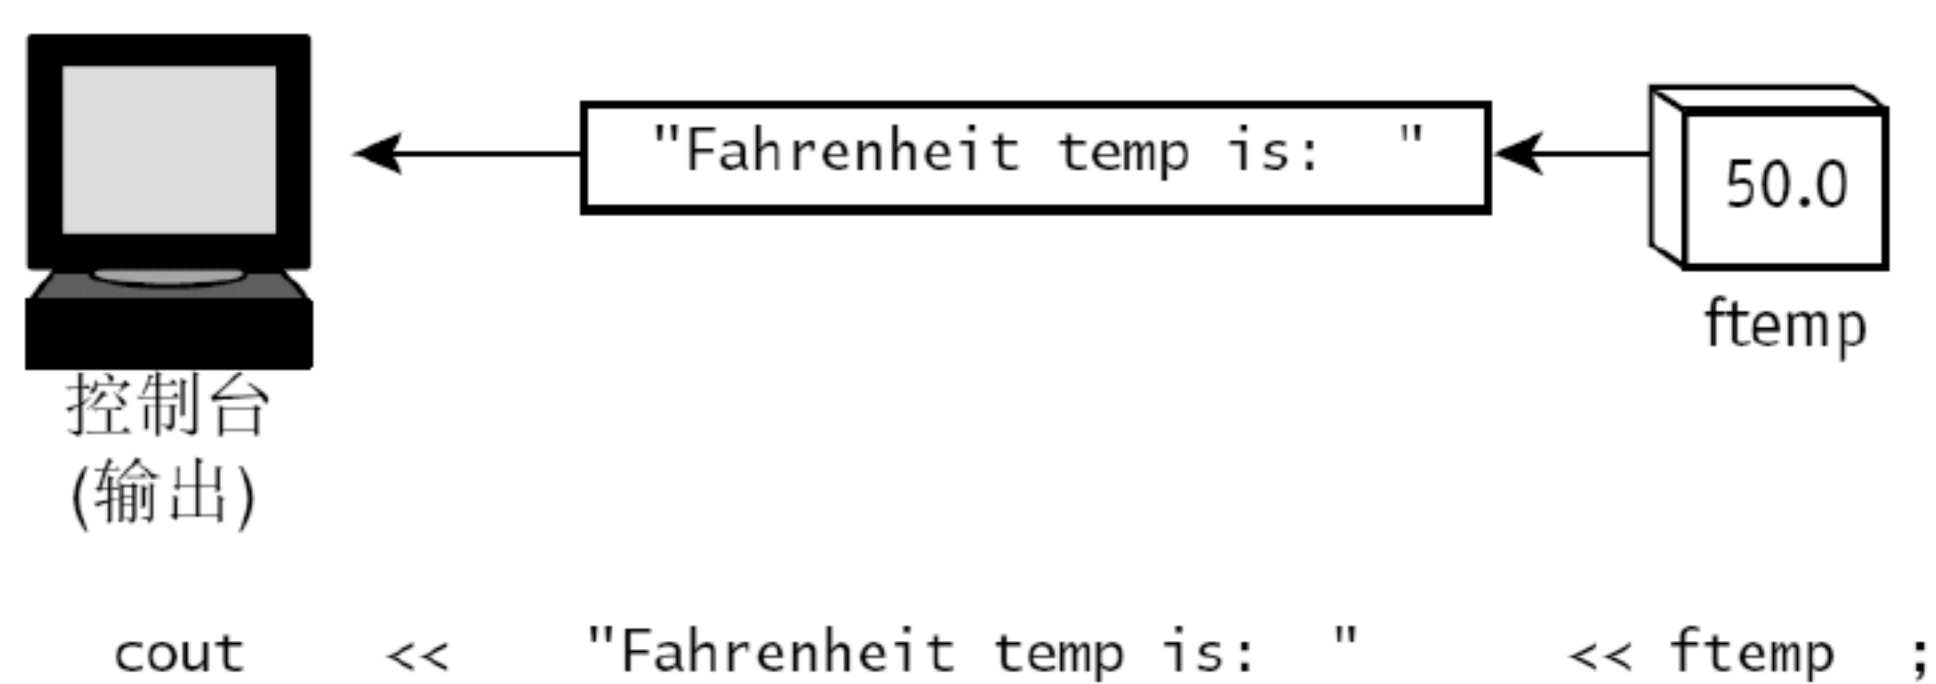 "Fahrenheit temp is:  "
50.0
ftemp
控制台
(输出)
cout << "Fahrenheit temp is:  " << ftemp ;